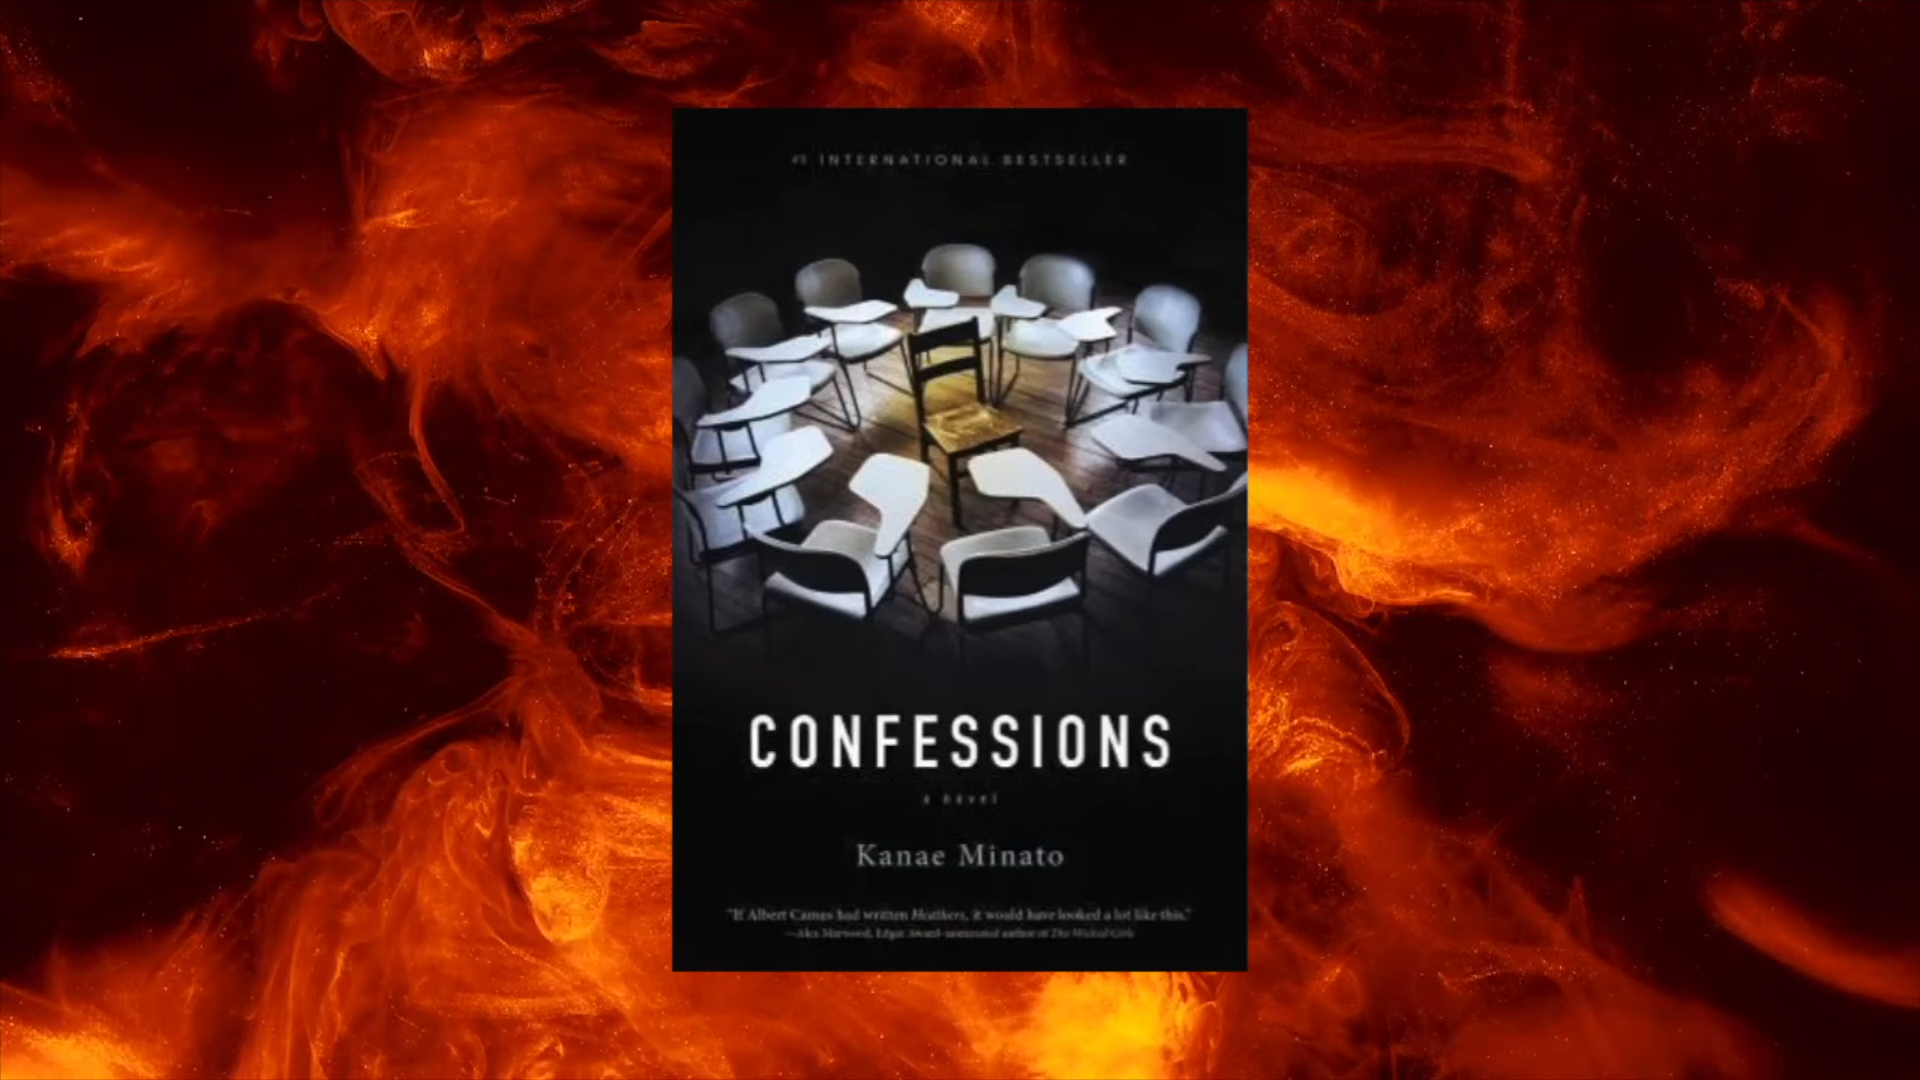 #1 INTERNATIONAL BESTSELLER
CONFESSIONS
a novel
Kanae Minato
"If Albert Camus had written Heathers, it would have looked a lot like this."
—Alex Marwood, Edgar Award–nominated author of The Wicked Girls